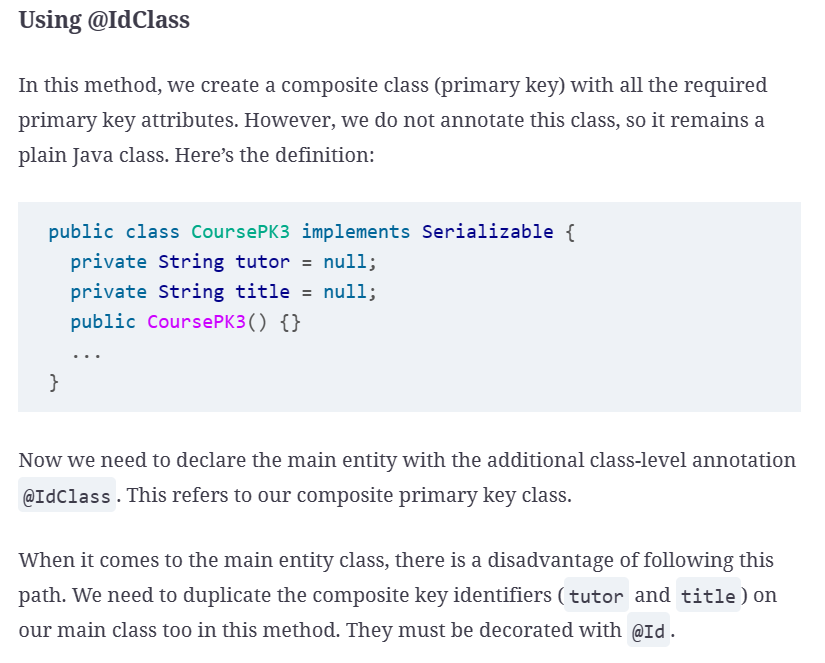 Using @IdClass
In this method, we create a composite class (primary key) with all the required
primary key attributes. However, we do not annotate this class, so it remains a
plain Java class. Here’s the definition:
public class CoursePK3 implements Serializable {
  private String tutor = null;
  private String title = null;
  public CoursePK3() {}
  ...
}
Now we need to declare the main entity with the additional class-level annotation
@IdClass. This refers to our composite primary key class.
When it comes to the main entity class, there is a disadvantage of following this
path. We need to duplicate the composite key identifiers (tutor and title) on
our main class too in this method. They must be decorated with @Id.